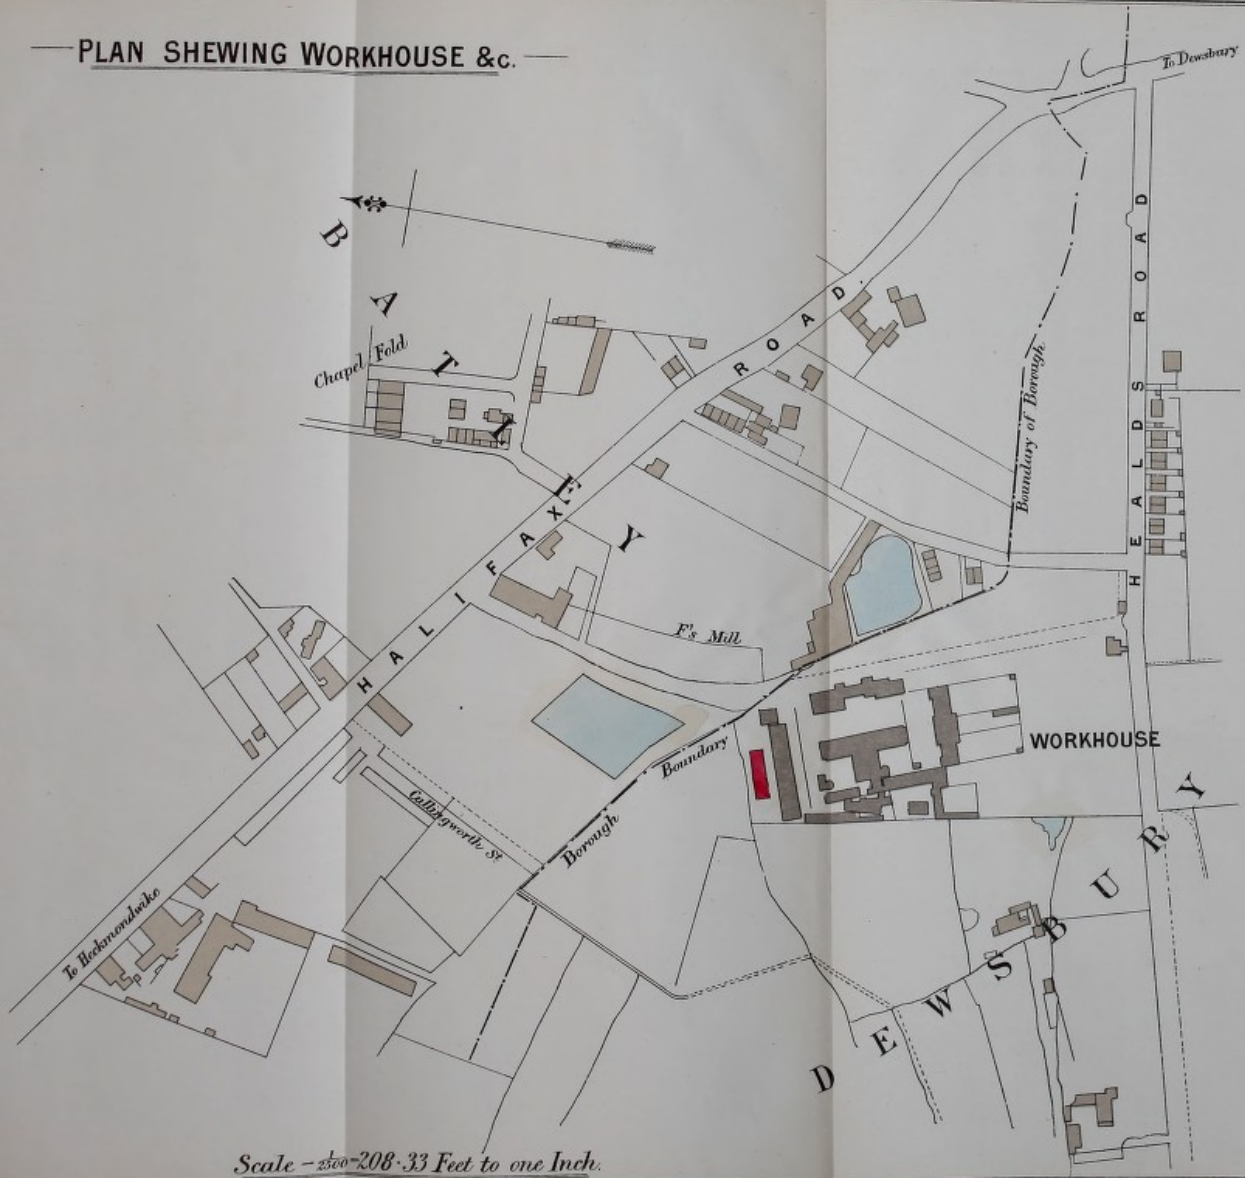 PLAN SHEWING WORKHOUSE &c.
To Dewsbury
BATLEY
Chapel Fold
HALIFAX ROAD.
HEALDS ROAD
Boundary of Borough
F's Mill
WORKHOUSE
Borough Boundary
Cullingworth St.
To Heckmondwike
DEWSBURY
Scale - 1/2500 - 208.33 Feet to one Inch.